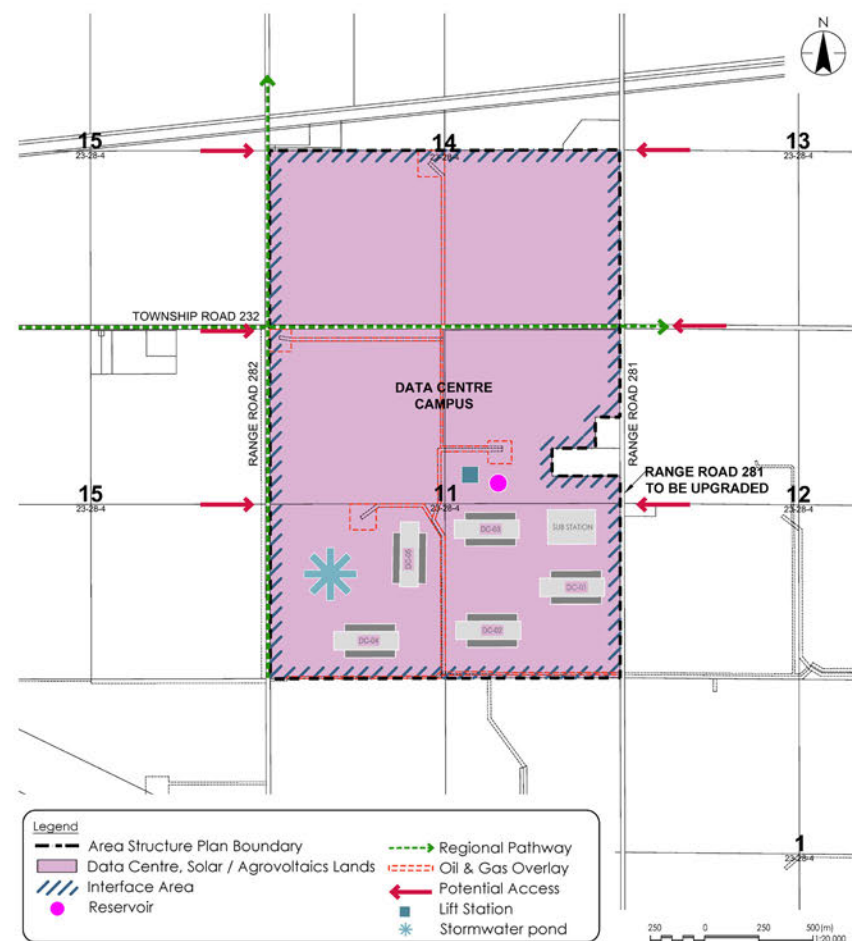 N
15
23-28-4
14
23-28-4
13
23-28-4
TOWNSHIP ROAD 232
RANGE ROAD 282
DATA CENTRE
CAMPUS
RANGE ROAD 281
RANGE ROAD 281
TO BE UPGRADED
15
23-28-4
11
23-28-4
12
23-28-4
DC-03
SUB STATION
DC-05
DC-01
DC-02
DC-04
1
23-28-4
Legend
Area Structure Plan Boundary
Data Centre, Solar / Agrovoltaics Lands
Interface Area
Reservoir
Regional Pathway
Oil & Gas Overlay
Potential Access
Lift Station
Stormwater pond
250 0 250 500(m)
1:20,000